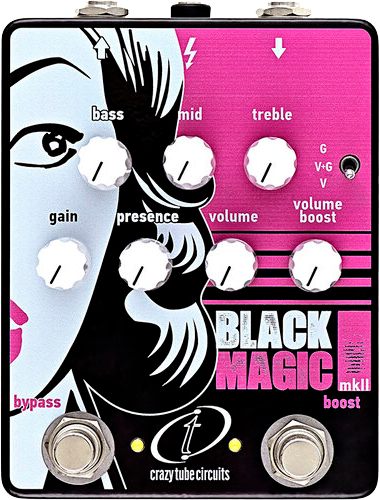 bass mid treble
G
V+G
V
gain presence volume volume boost
BLACK
MAGIC
mkII
bypass boost
crazy tube circuits